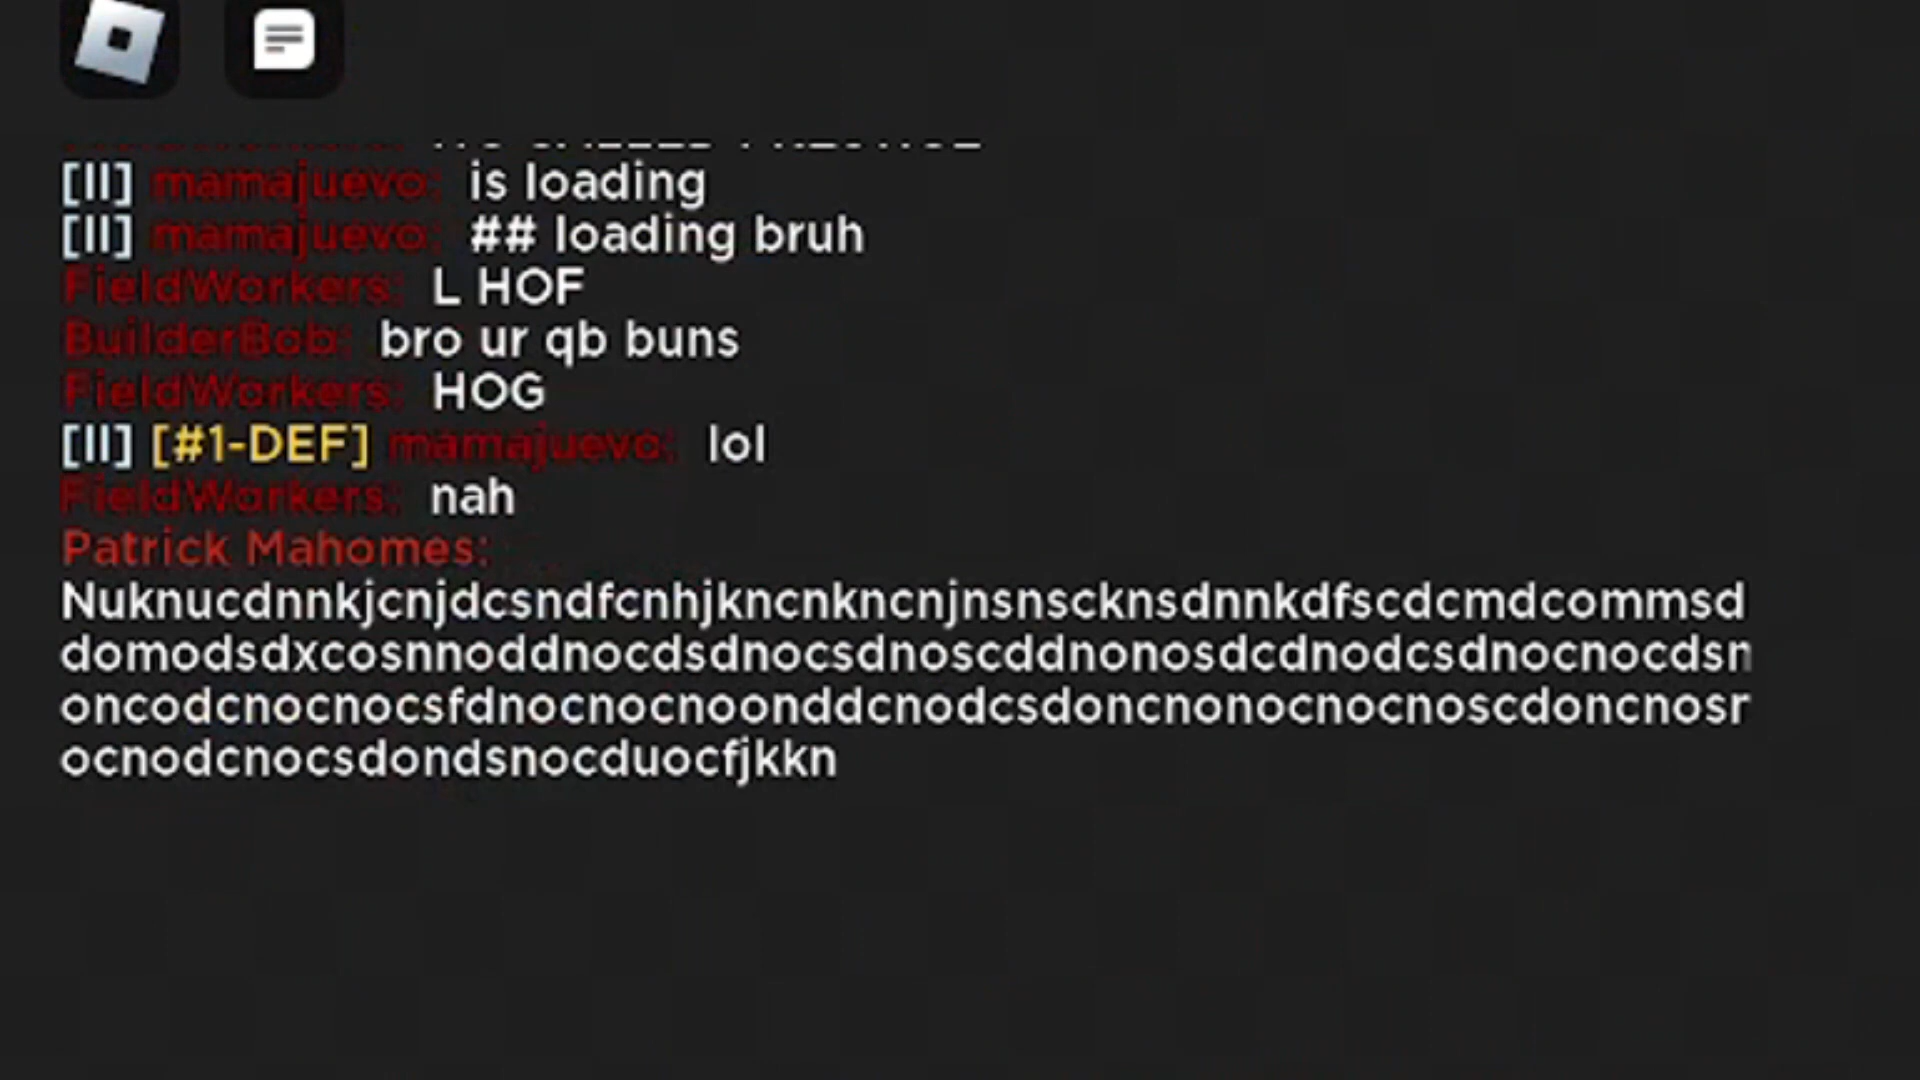 [II] mamajuevo: is loading
[II] mamajuevo: ## loading bruh
FieldWorkers: L HOF
BuilderBob: bro ur qb buns
FieldWorkers: HOG
[II] [#1-DEF] mamajuevo: lol
FieldWorkers: nah
Patrick Mahomes:
Nuknucdnnkjcnjdcsndfcnhjkncnkncnjnsnscknsdnnkdfscdcmdcommsd
domodsdxcosnnoddnocdsdnocsdnoscddnonosdcdnodcsdnocnocdsn
oncodcnocnocsfdnocnocnoonddcnodcsdoncnonocnocnoscdoncnosr
ocnodcnocsdondsnocduocfjkkn